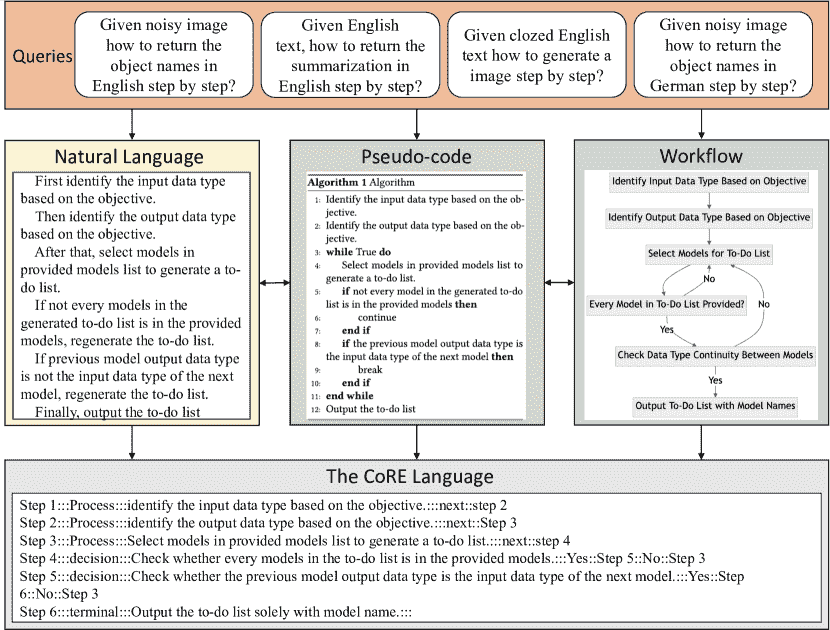 Queries
Given noisy image
how to return the
object names in
English step by step?
Given English
text, how to return the
summarization in
English step by step?
Given clozed English
text how to generate a
image step by step?
Given noisy image
how to return the
object names in
German step by step?
Natural Language
First identify the input data type
based on the objective.
Then identify the output data type
based on the objective.
After that, select models in
provided models list to generate a to-
do list.
If not every models in the
generated to-do list is in the provided
models, regenerate the to-do list.
If previous model output data type
is not the input data type of the next
model, regenerate the to-do list.
Finally, output the to-do list
Pseudo-code
Algorithm 1 Algorithm
1: Identify the input data type based on the ob-
jective.
2: Identify the output data type based on the ob-
jective.
3: while True do
4: Select models in provided models list to
generate a to-do list.
5: if not every model in the generated to-do
list is in the provided models then
6: continue
7: end if
8: if the previous model output data type is
the input data type of the next model then
9: break
10: end if
11: end while
12: Output the to-do list
Workflow
Identify Input Data Type Based on Objective
Identify Output Data Type Based on Objective
Select Models for To-Do List
No
Every Model in To-Do List Provided?
No
Yes
Check Data Type Continuity Between Models
Yes
Output To-Do List with Model Names
The CoRE Language
Step 1:::Process:::identify the input data type based on the objective.:::next::step 2
Step 2:::Process:::identify the output data type based on the objective.:::next::Step 3
Step 3:::Process:::Select models in provided models list to generate a to-do list.:::next::step 4
Step 4:::decision:::Check whether every models in the to-do list is in the provided models.:::Yes::Step 5::No::Step 3
Step 5:::decision:::Check whether the previous model output data type is the input data type of the next model.:::Yes::Step
6::No::Step 3
Step 6:::terminal:::Output the to-do list solely with model name.:::